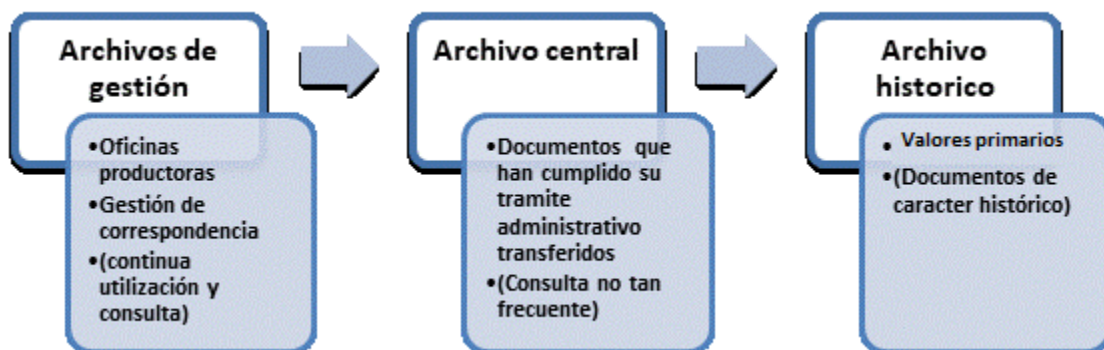 Archivos de
gestión
•Oficinas
productoras
•Gestión de
correspondencia
•(continua
utilización y
consulta)
Archivo central
•Documentos que
han cumplido su
tramite
administrativo
transferidos
•(Consulta no tan
frecuente)
Archivo
historico
• Valores primarios
•(Documentos de
caracter histórico)